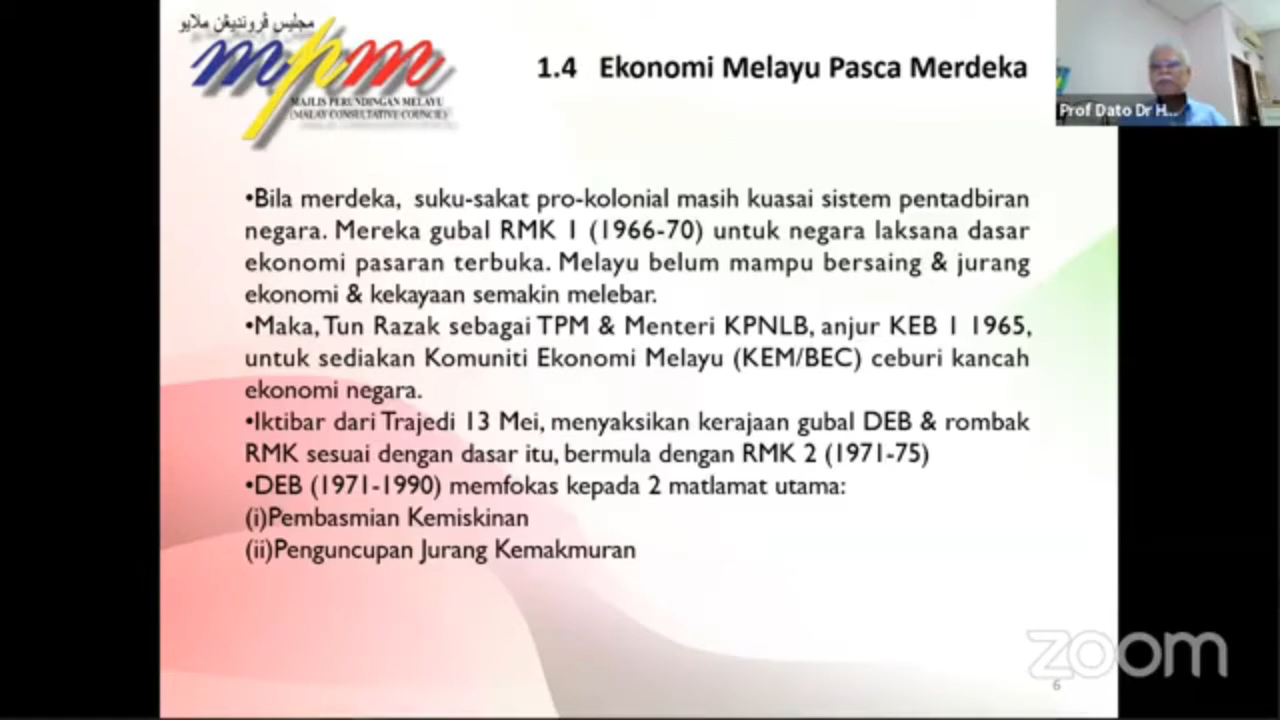 مجليس ڤرونديڠن ملايو
mpm
MAJLIS PERUNDINGAN MELAYU
(MALAY CONSULTATIVE COUNCIL)
1.4 Ekonomi Melayu Pasca Merdeka
Prof Dato Dr H...
•Bila merdeka, suku-sakat pro-kolonial masih kuasai sistem pentadbiran
negara. Mereka gubal RMK 1 (1966-70) untuk negara laksana dasar
ekonomi pasaran terbuka. Melayu belum mampu bersaing & jurang
ekonomi & kekayaan semakin melebar.
•Maka, Tun Razak sebagai TPM & Menteri KPNLB, anjur KEB 1 1965,
untuk sediakan Komuniti Ekonomi Melayu (KEM/BEC) ceburi kancah
ekonomi negara.
•Iktibar dari Trajedi 13 Mei, menyaksikan kerajaan gubal DEB & rombak
RMK sesuai dengan dasar itu, bermula dengan RMK 2 (1971-75)
•DEB (1971-1990) memfokas kepada 2 matlamat utama:
(i)Pembasmian Kemiskinan
(ii)Penguncupan Jurang Kemakmuran
zoom
6